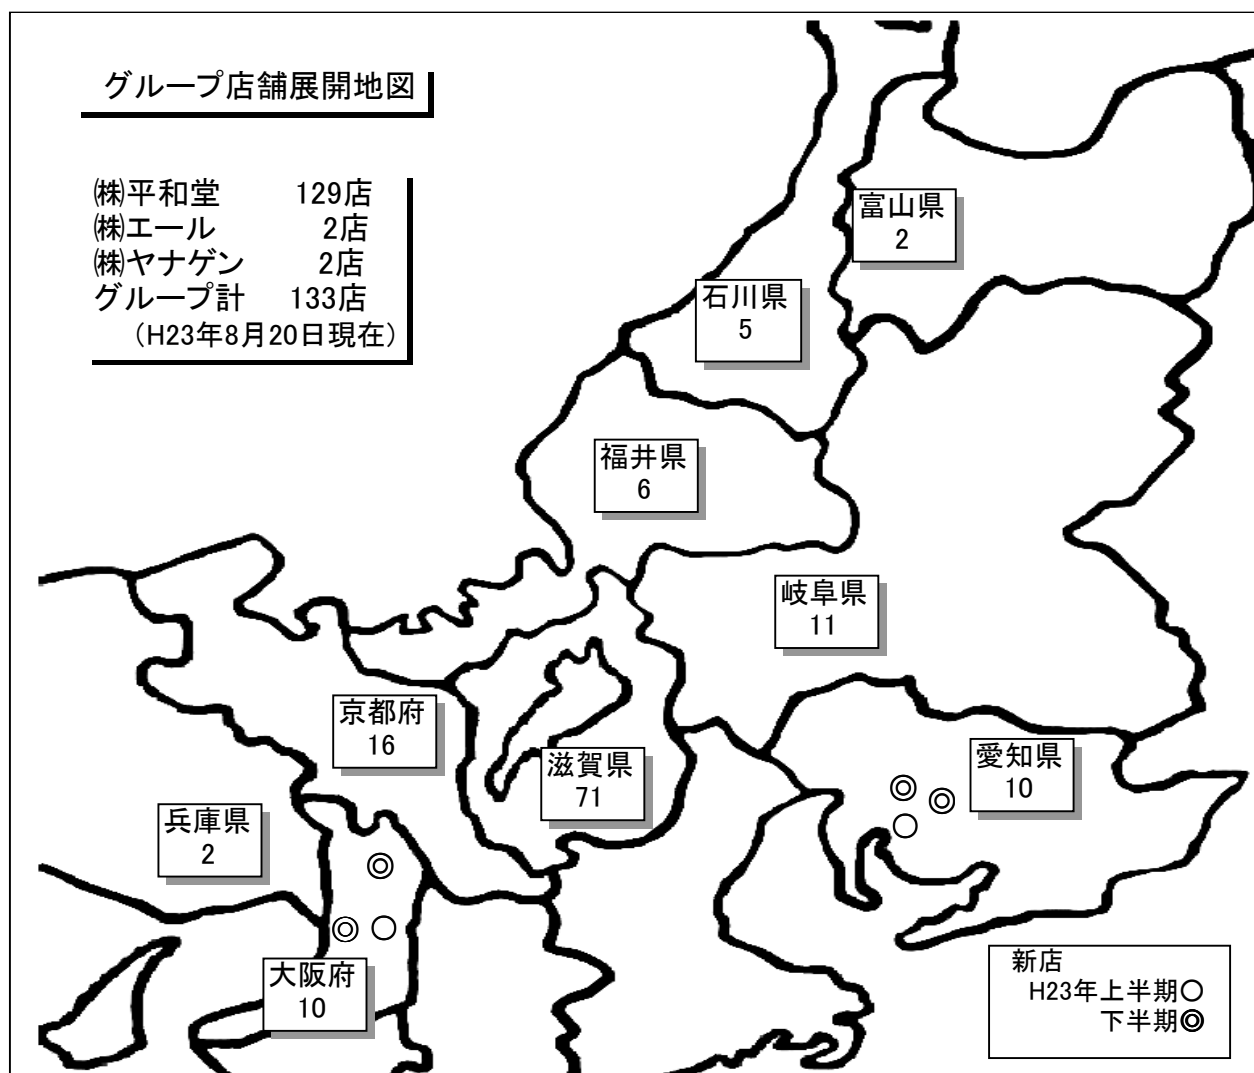 グループ店舗展開地図
㈱平和堂 129店
㈱エール 2店
㈱ヤナゲン 2店
グループ計 133店
（H23年8月20日現在）
富山県
2
石川県
5
福井県
6
岐阜県
11
京都府
16
滋賀県
71
愛知県
10
兵庫県
2
大阪府
10
新店
H23年上半期○
下半期◎